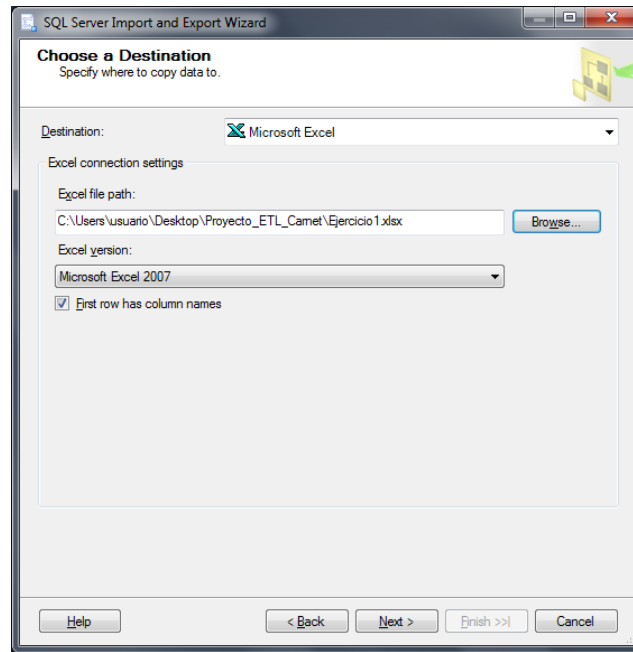 SQL Server Import and Export Wizard
Choose a Destination
Specify where to copy data to.
Destination:
Microsoft Excel
Excel connection settings
Excel file path:
C:\Users\usuario\Desktop\Proyecto_ETL_Carnet\Ejercicio1.xlsx
Browse...
Excel version:
Microsoft Excel 2007
First row has column names
Help
< Back
Next >
Finish >>|
Cancel